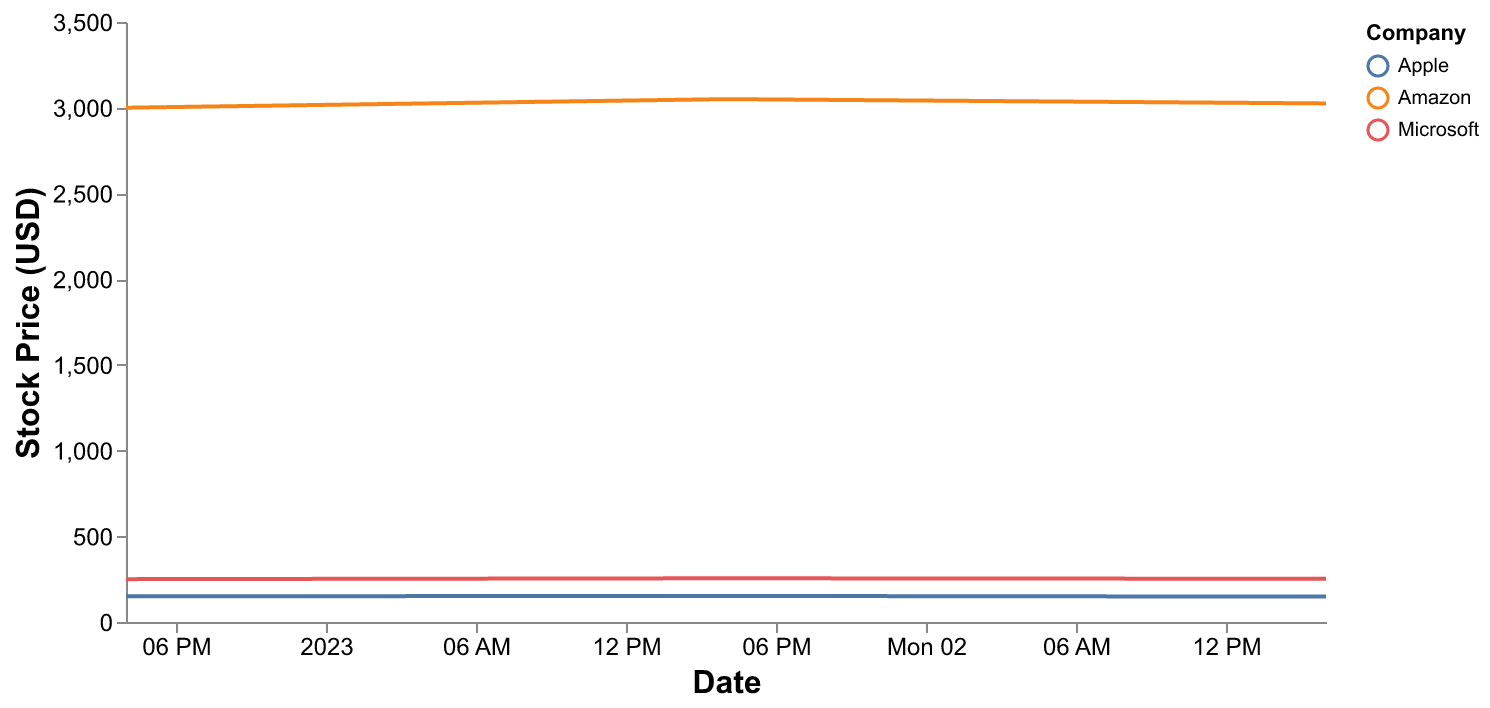 Stock Price (USD)
3,500
3,000
2,500
2,000
1,500
1,000
500
0
06 PM
2023
06 AM
12 PM
06 PM
Mon 02
06 AM
12 PM
Date
Company
Apple
Amazon
Microsoft